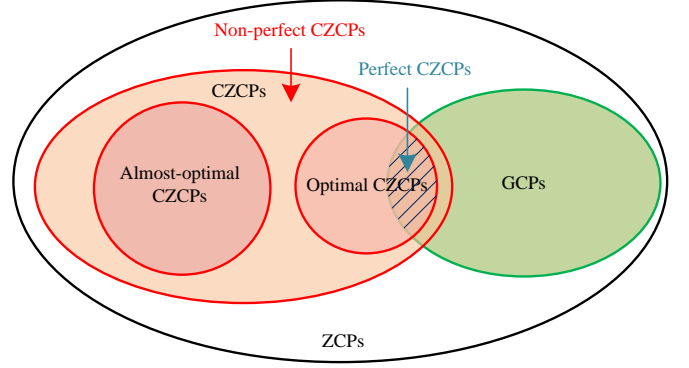 Non-perfect CZCPs
Perfect CZCPs
CZCPs
Almost-optimal
CZCPs
Optimal CZCPs
GCPs
ZCPs